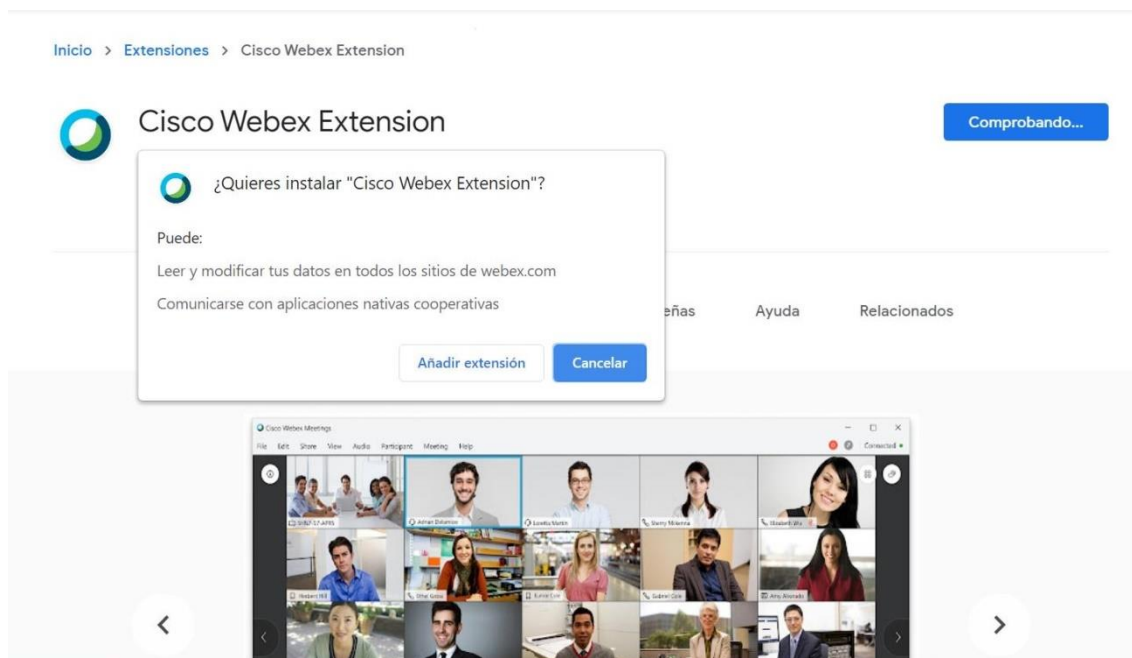 Inicio > Extensiones > Cisco Webex Extension
Cisco Webex Extension
Comprobando...
¿Quieres instalar "Cisco Webex Extension"?
Puede:
Leer y modificar tus datos en todos los sitios de webex.com
Comunicarse con aplicaciones nativas cooperativas
Añadir extensión Cancelar
eñas Ayuda Relacionados
Cisco Webex Meetings
File Edit Share View Audio Participant Meeting Help Connected